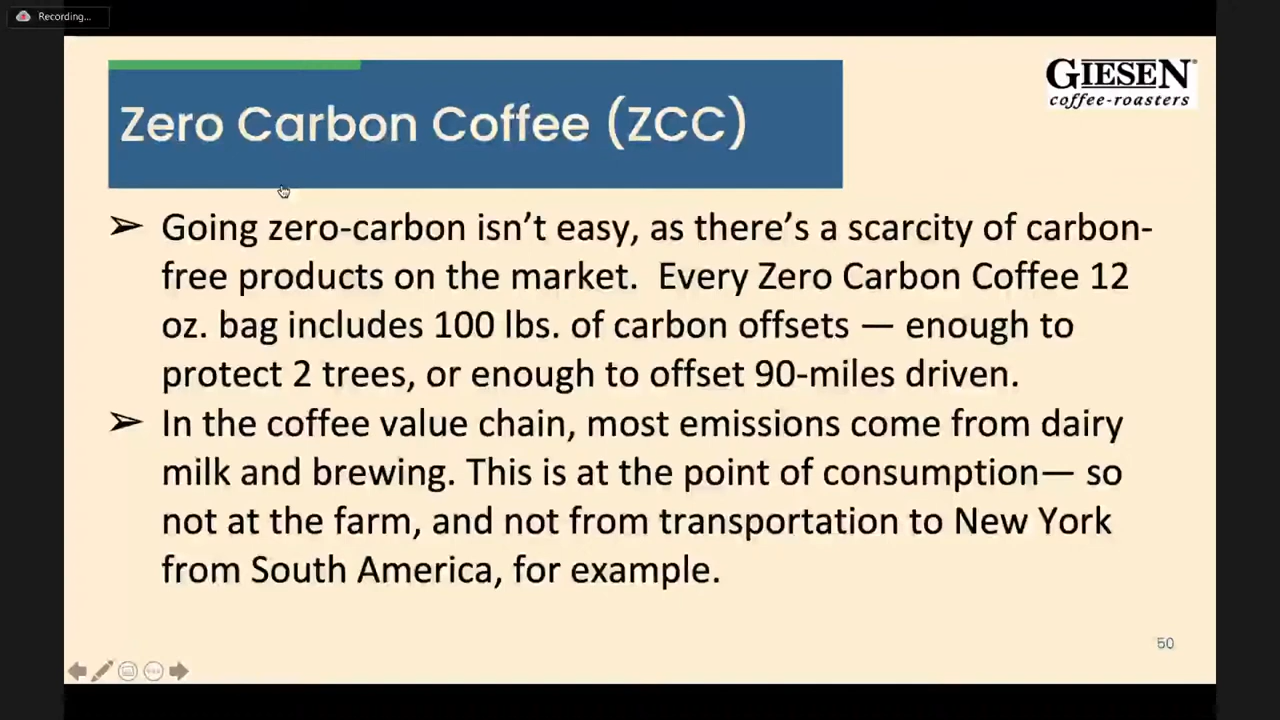 Recording...
GIESEN
coffee-roasters
Zero Carbon Coffee (ZCC)
➢ Going zero-carbon isn’t easy, as there’s a scarcity of carbon-
free products on the market.  Every Zero Carbon Coffee 12
oz. bag includes 100 lbs. of carbon offsets — enough to
protect 2 trees, or enough to offset 90-miles driven.
➢ In the coffee value chain, most emissions come from dairy
milk and brewing. This is at the point of consumption— so
not at the farm, and not from transportation to New York
from South America, for example.
50